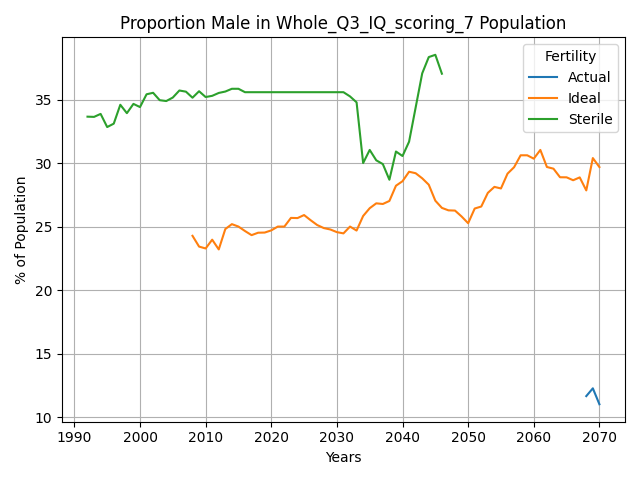 Proportion Male in Whole_Q3_IQ_scoring_7 Population
Fertility
Actual
Ideal
Sterile
% of Population
35
30
25
20
15
10
1990 2000 2010 2020 2030 2040 2050 2060 2070
Years